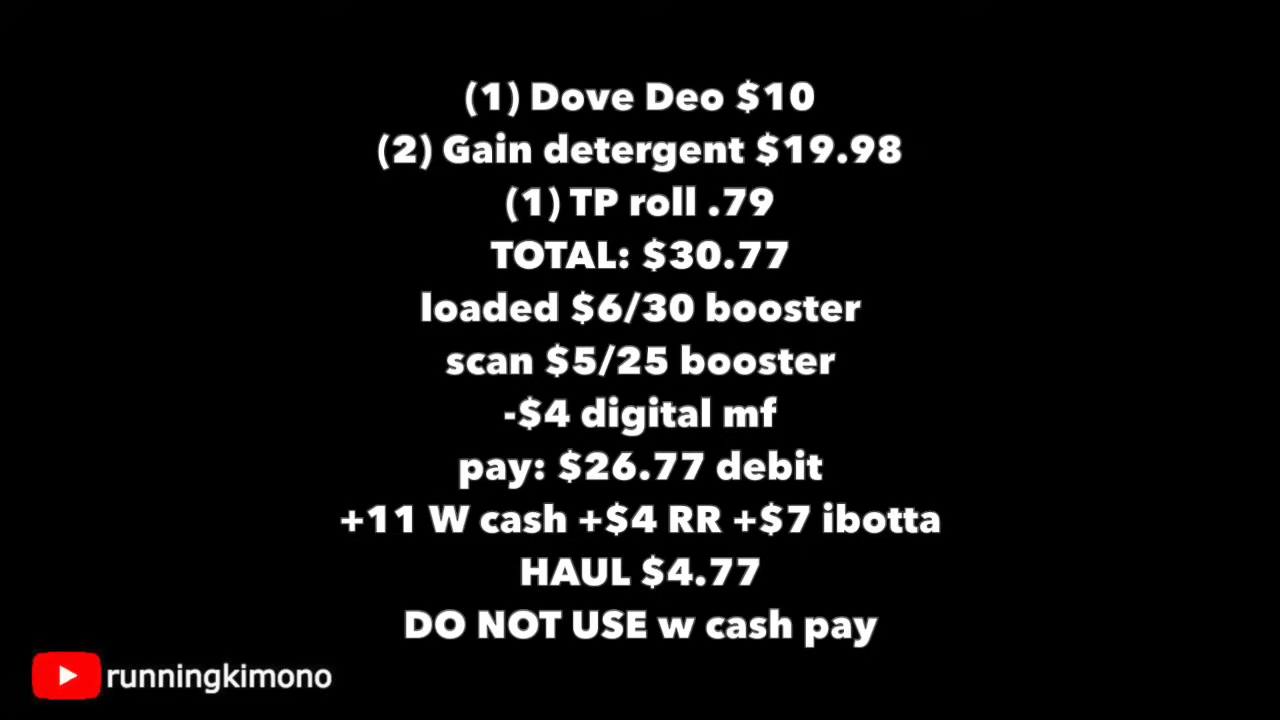 (1) Dove Deo $10
(2) Gain detergent $19.98
(1) TP roll .79
TOTAL: $30.77
loaded $6/30 booster
scan $5/25 booster
-$4 digital mf
pay: $26.77 debit
+11 W cash +$4 RR +$7 ibotta
HAUL $4.77
DO NOT USE w cash pay
runningkimono